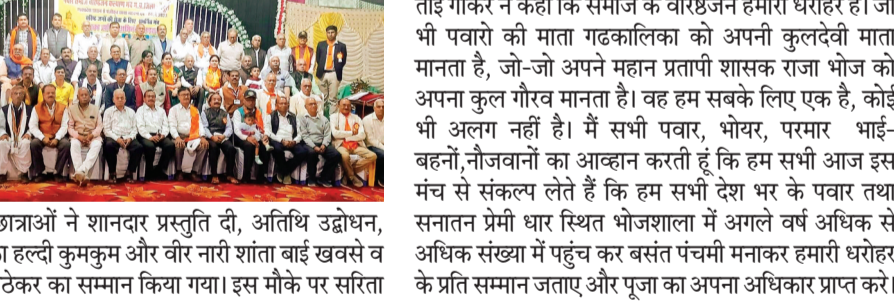 वरिष्ठ जनों की सेवा के लिए
छात्राओं ने शानदार प्रस्तुति दी, अतिथि उद्बोधन,
हल्दी कुमकुम और वीर नारी शांता बाई खवसे व
ठेकर का सम्मान किया गया। इस मौके पर सरिता
ताई गाकरे ने कहा कि समाज के वरिष्ठजन हमारी धरोहर है। जो
भी पवारो की माता गढकालिका को अपनी कुलदेवी माता
मानता है, जो-जो अपने महान प्रतापी शासक राजा भोज को
अपना कुल गौरव मानता है। वह हम सबके लिए एक है, कोई
भी अलग नहीं है। मैं सभी पवार, भोयर, परमार भाई-
बहनों,नौजवानों का आव्हान करती हूं कि हम सभी आज इस
मंच से संकल्प लेते हैं कि हम सभी देश भर के पवार तथा
सनातन प्रेमी धार स्थित भोजशाला में अगले वर्ष अधिक से
अधिक संख्या में पहुंच कर बसंत पंचमी मनाकर हमारी धरोहर
के प्रति सम्मान जताए और पूजा का अपना अधिकार प्राप्त करे।